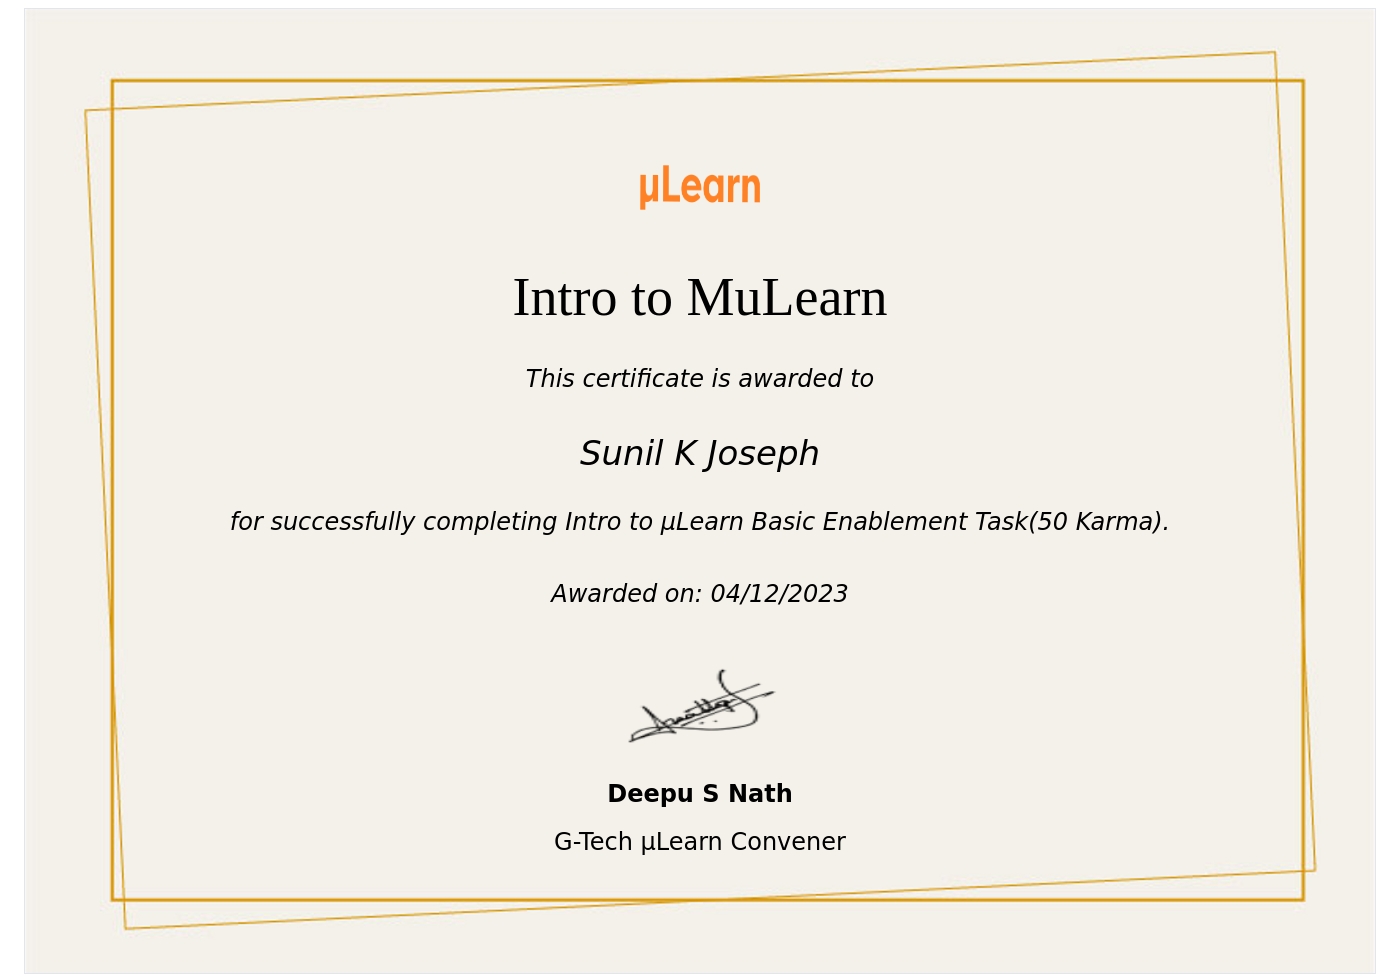 µLearn
Intro to MuLearn
This certificate is awarded to
Sunil K Joseph
for successfully completing Intro to µLearn Basic Enablement Task(50 Karma).
Awarded on: 04/12/2023
Deepu S Nath
G-Tech µLearn Convener